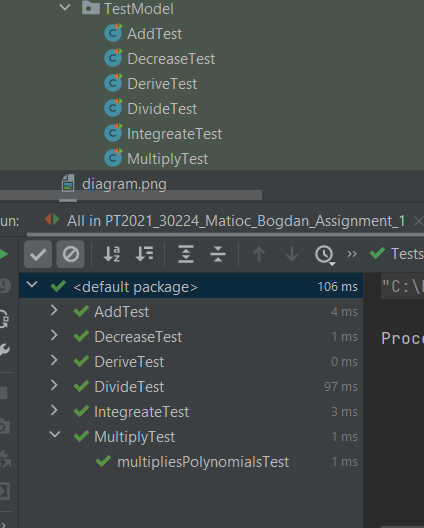 TestModel
AddTest
DecreaseTest
DeriveTest
DivideTest
IntegreateTest
MultiplyTest
diagram.png
un: All in PT2021_30224_Matioc_Bogdan_Assignment_1
Tests
<default package> 106 ms
"C:\
AddTest 4 ms
DecreaseTest 1 ms
Proce
DeriveTest 0 ms
DivideTest 97 ms
IntegreateTest 3 ms
MultiplyTest 1 ms
multipliesPolynomialsTest 1 ms